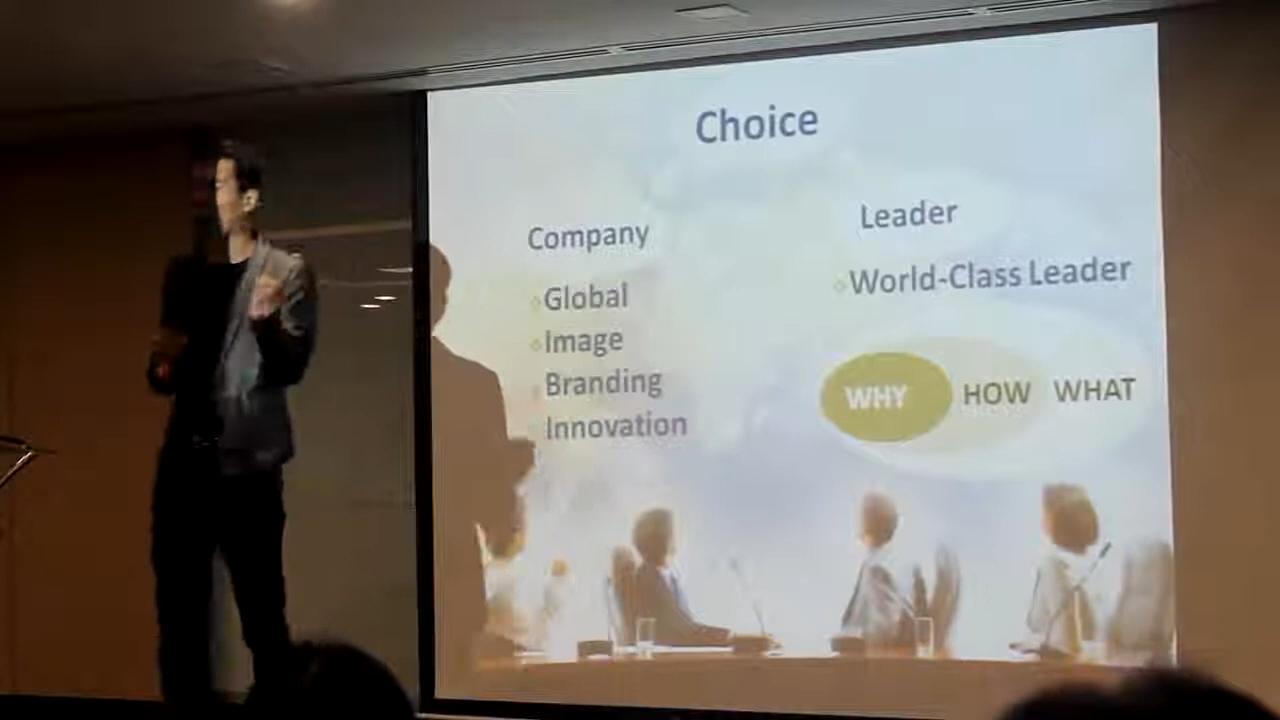 Choice
Company
Global
Image
Branding
Innovation
Leader
World-Class Leader
WHY HOW WHAT